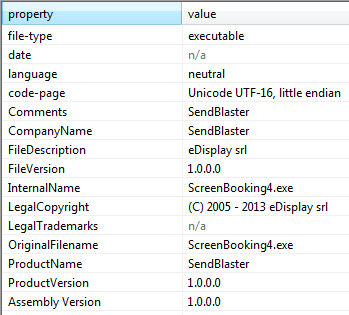 property value
file-type executable
date n/a
language neutral
code-page Unicode UTF-16, little endian
Comments SendBlaster
CompanyName SendBlaster
FileDescription eDisplay srl
FileVersion 1.0.0.0
InternalName ScreenBooking4.exe
LegalCopyright (C) 2005 - 2013 eDisplay srl
LegalTrademarks n/a
OriginalFilename ScreenBooking4.exe
ProductName SendBlaster
ProductVersion 1.0.0.0
Assembly Version 1.0.0.0